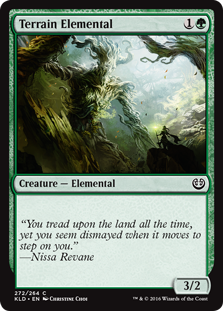 Terrain Elemental 1
Creature — Elemental
“You tread upon the land all the time,
yet you seem dismayed when it moves to
step on you.”
—Nissa Revane
3/2
272/264 C
KLD • EN Christine Choi
™ & © 2016 Wizards of the Coast